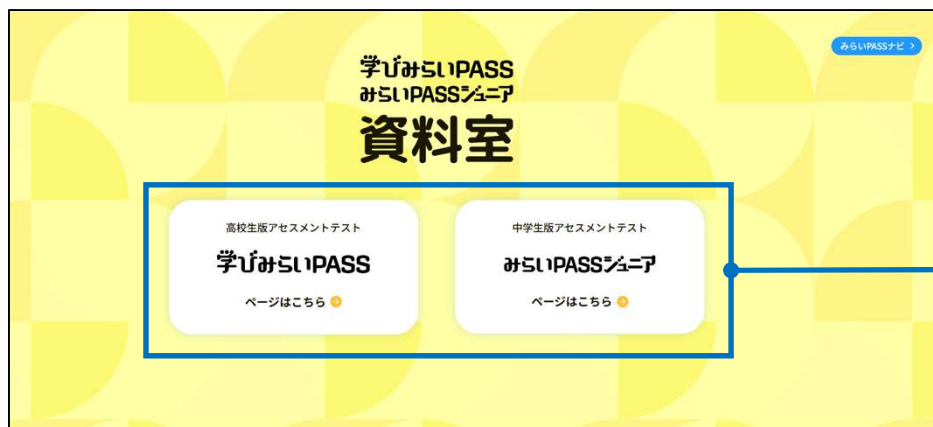 みらいPASSナビ
学びみらいPASS
みらいPASSジュニア
資料室
高校生版アセスメントテスト
学びみらいPASS
ページはこちら
中学生版アセスメントテスト
みらいPASSジュニア
ページはこちら